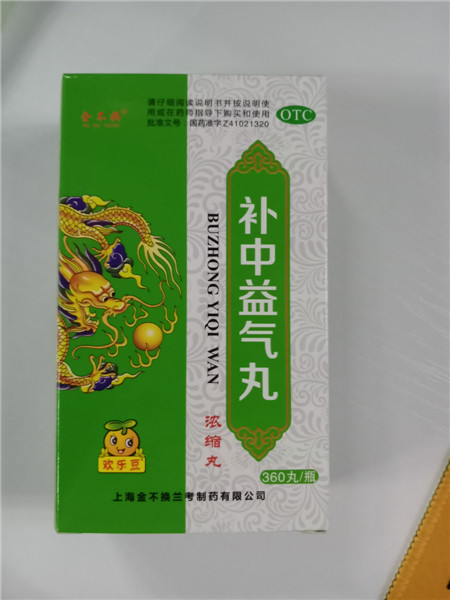 金不换®
请仔细阅读说明书并按说明使
用或在药师指导下购买和使用
批准文号：国药准字Z41021320
OTC
补中益气丸
BUZHONG YIQI WAN
浓缩丸
欢乐豆
360丸/瓶
上海金不换兰考制药有限公司